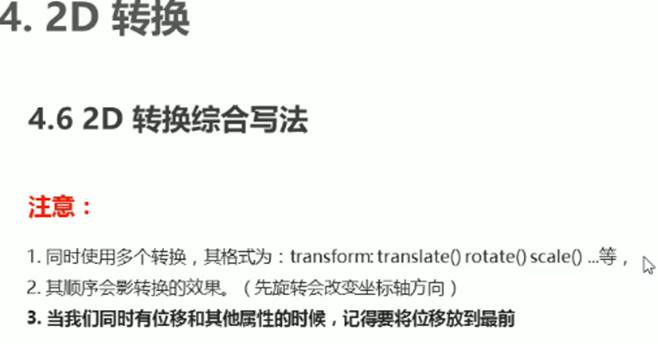 4. 2D 转换
4.6 2D 转换综合写法
注意：
1. 同时使用多个转换，其格式为：transform: translate() rotate() scale() ...等，
2. 其顺序会影转换的效果。（先旋转会改变坐标轴方向）
3. 当我们同时有位移和其他属性的时候，记得要将位移放到最前